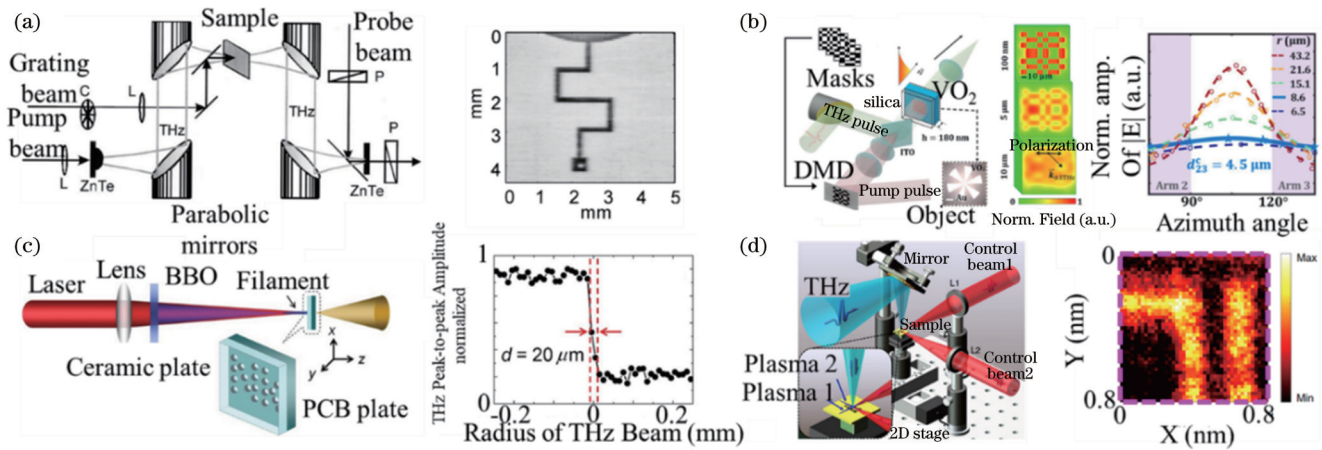 (a)
Sample
Probe
beam
Grating
beam
C
L
P
Pump
beam
THz
THz
P
L
ZnTe
ZnTe
Parabolic
mirrors
0
1
2
3
4
mm
0 1 2 3 4 5
mm
(b)
Masks
silica
VO2
THz pulse
h = 180 nm
ITO
DMD
Pump pulse
VO2
Au
Object
100 nm
5 μm
10 μm
~10 μm
Polarization
0 1
Norm. Field (a.u.)
Norm. amp.
Of |E| (a.u.)
r (μm)
43.2
21.6
15.1
8.6
6.5
d^c_23 = 4.5 μm
Arm 2
Arm 3
90° 120°
Azimuth angle
(c)
Laser
Lens
BBO
Filament
Ceramic plate
x
y
z
PCB plate
THz Peak-to-peak Amplitude
normalized
1
0
d = 20 μm
-0.2 0 0.2
Radius of THz Beam (mm)
(d)
Mirror
Control
beam1
THz
L1
Sample
L2
Control
beam2
Plasma 2
Plasma 1
2D stage
Y (nm)
0
0.8
0 0.8
X (nm)
Max
Min